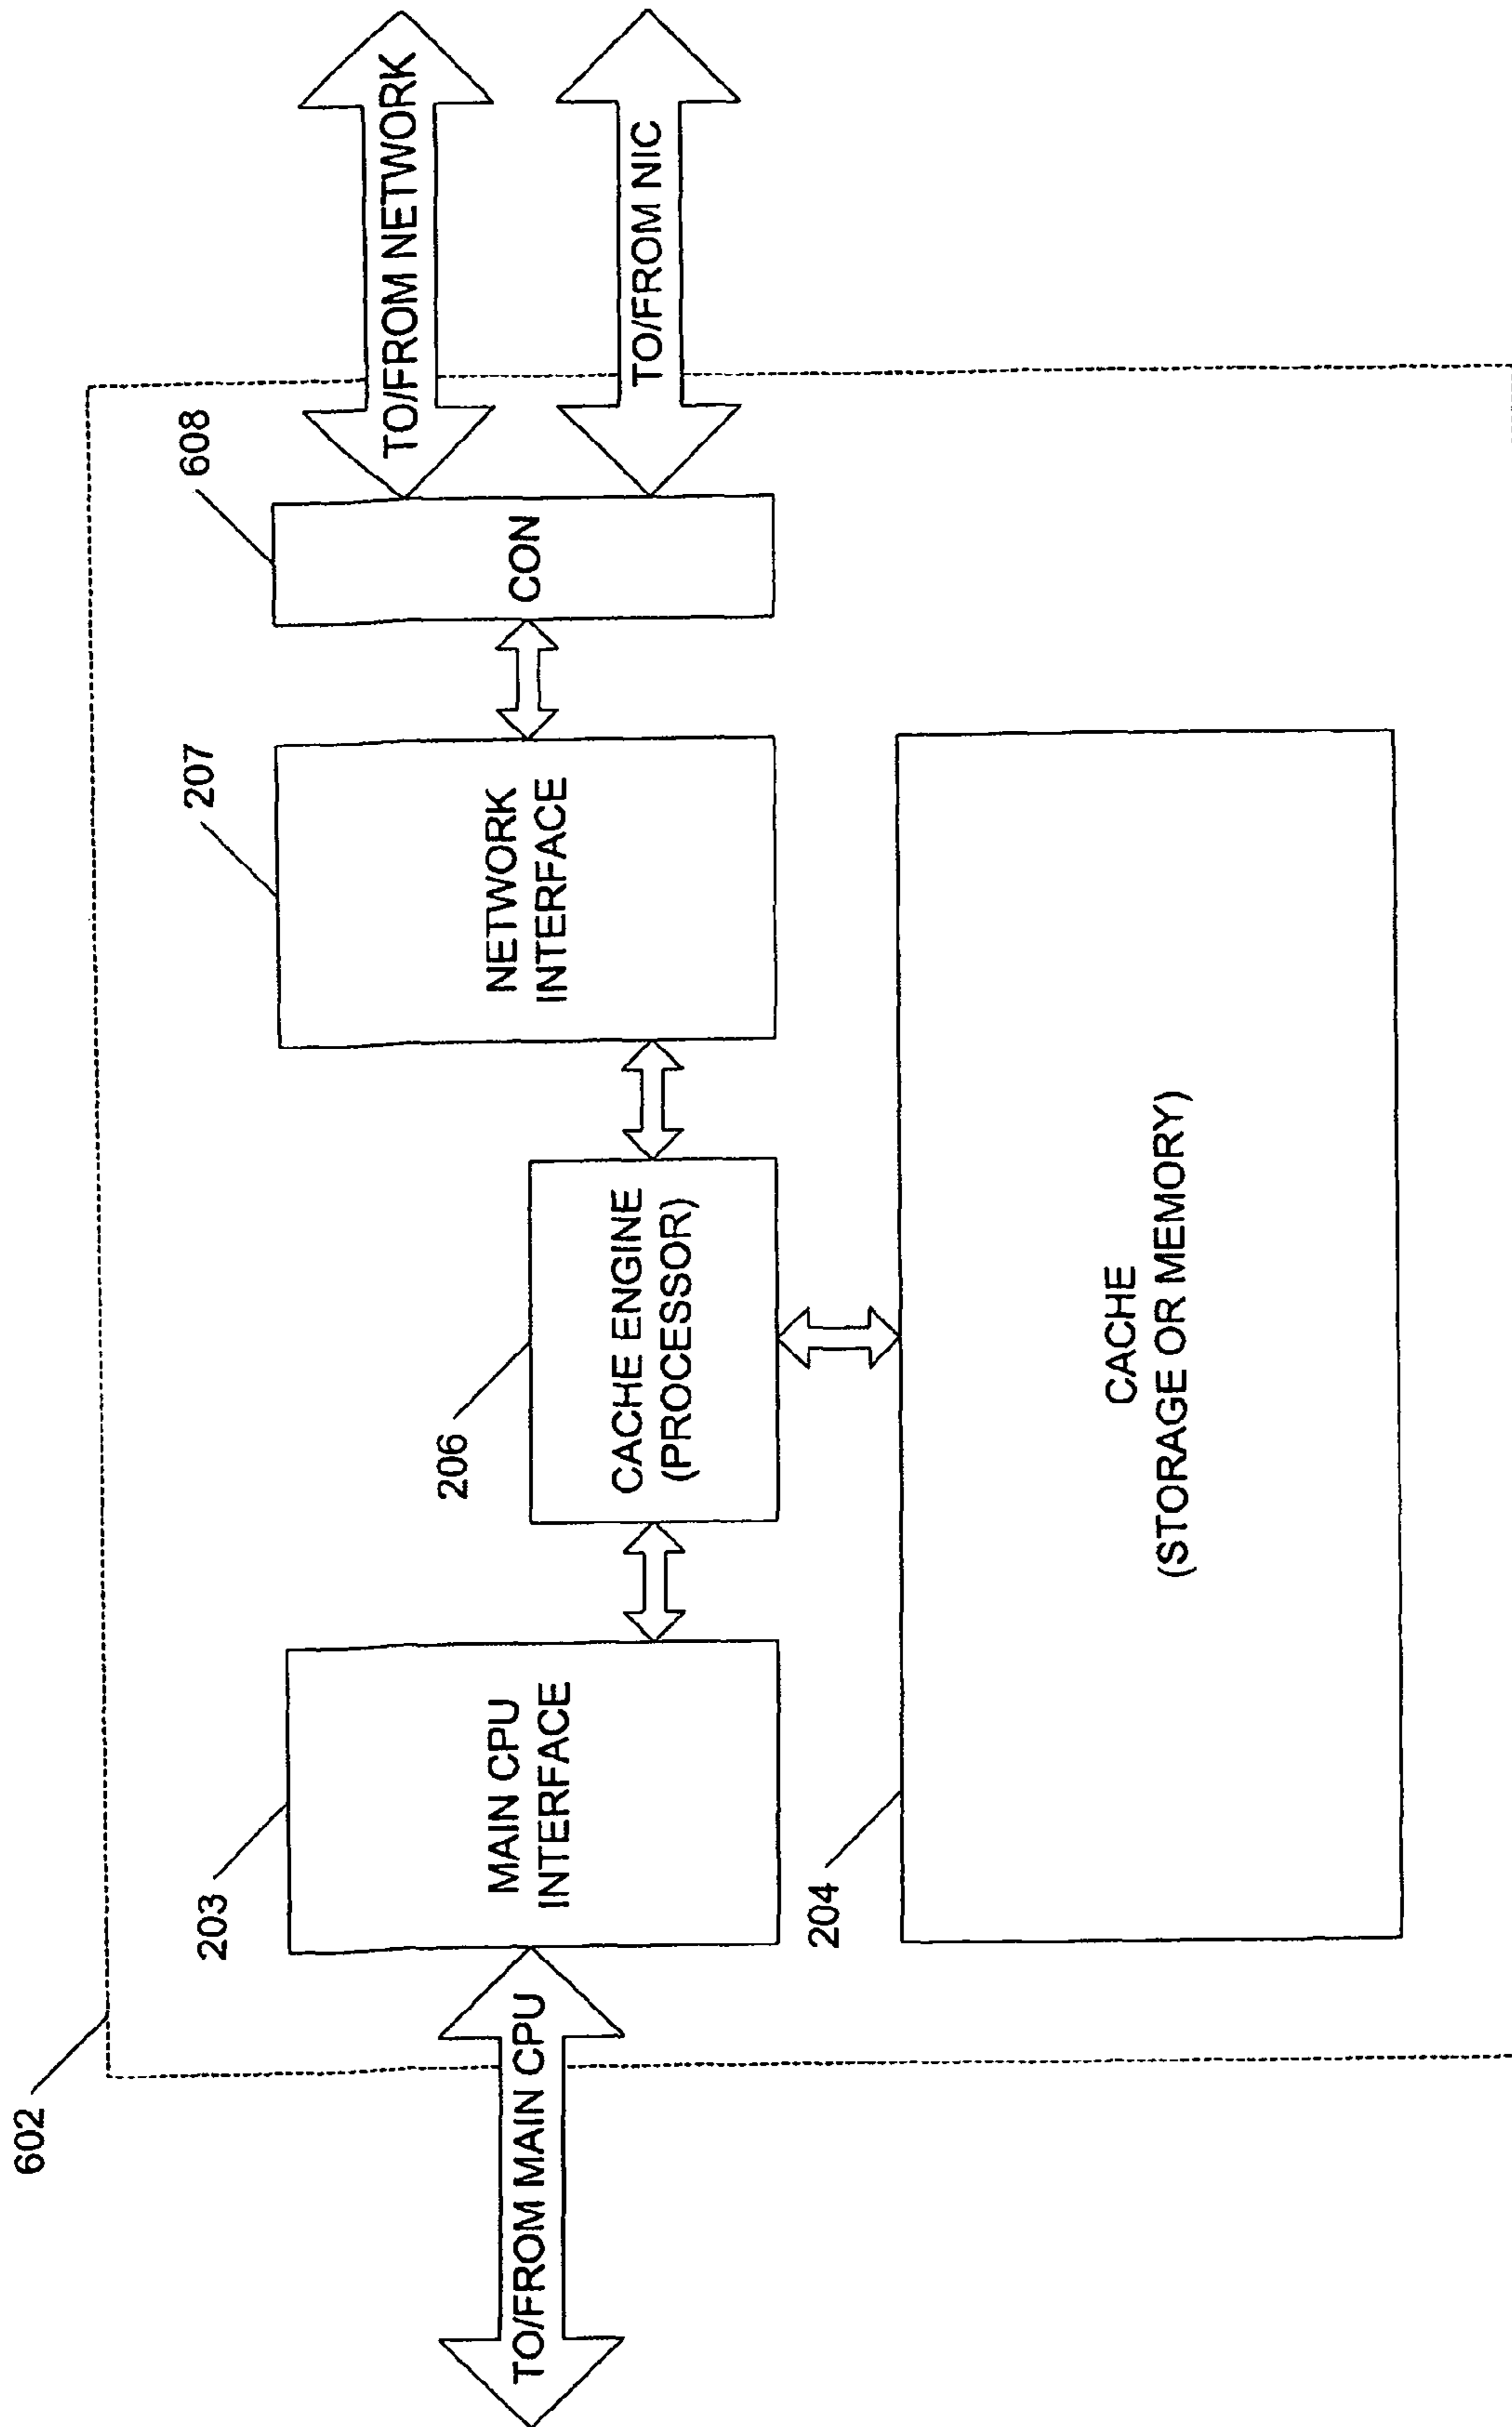 602
203
MAIN CPU
INTERFACE
TO/FROM MAIN CPU
206
CACHE ENGINE
(PROCESSOR)
207
NETWORK
INTERFACE
608
CON
TO/FROM NETWORK
TO/FROM NIC
204
CACHE
(STORAGE OR MEMORY)